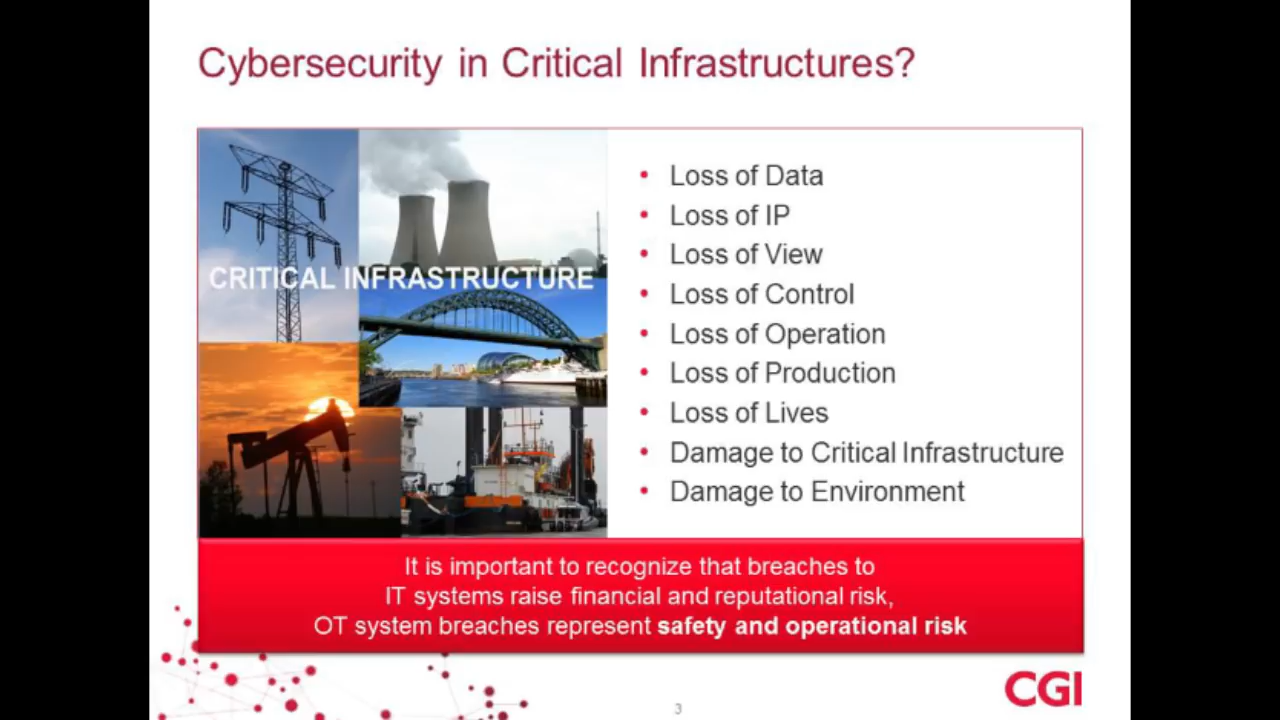 Cybersecurity in Critical Infrastructures?
CRITICAL INFRASTRUCTURE
• Loss of Data
• Loss of IP
• Loss of View
• Loss of Control
• Loss of Operation
• Loss of Production
• Loss of Lives
• Damage to Critical Infrastructure
• Damage to Environment
It is important to recognize that breaches to
IT systems raise financial and reputational risk,
OT system breaches represent safety and operational risk
CGI
3